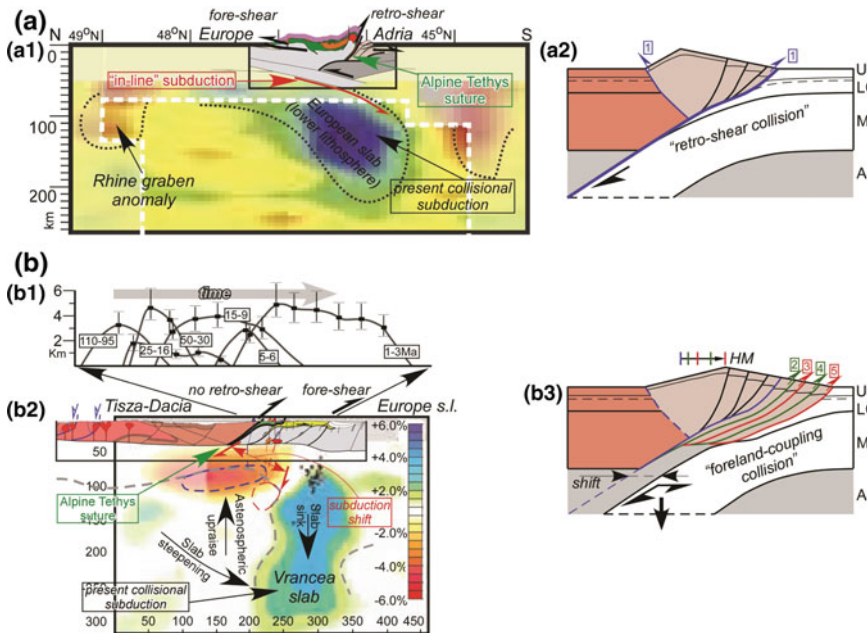 (a)
(a1)
N
49°N
48°N
fore-shear
Europe
retro-shear
Adria
45°N
S
0
"in-line" subduction
Alpine Tethys
suture
European slab
(lower lithosphere)
100
Rhine graben
anomaly
present collisional
subduction
200
km
(a2)
1
1
U
"retro-shear collision"
M
A
(b)
(b1)
6
4
2
Km
time
110-95
25-16
50-30
15-9
5-6
1-3Ma
no retro-shear
fore-shear
(b2)
Tisza-Dacia
Europe s.l.
50
100
200
300
Alpine Tethys
suture
Astenospheric
upraise
Slab
steepening
Slab
sink
subduction
shift
Vrancea
slab
present collisional
subduction
+6.0%
+2.0%
-2.0%
-4.0%
-6.0%
50
100
150
200
250
300
350
400
450
(b3)
HM
2
3
4
5
U
M
A
shift
"foreland-coupling
collision"